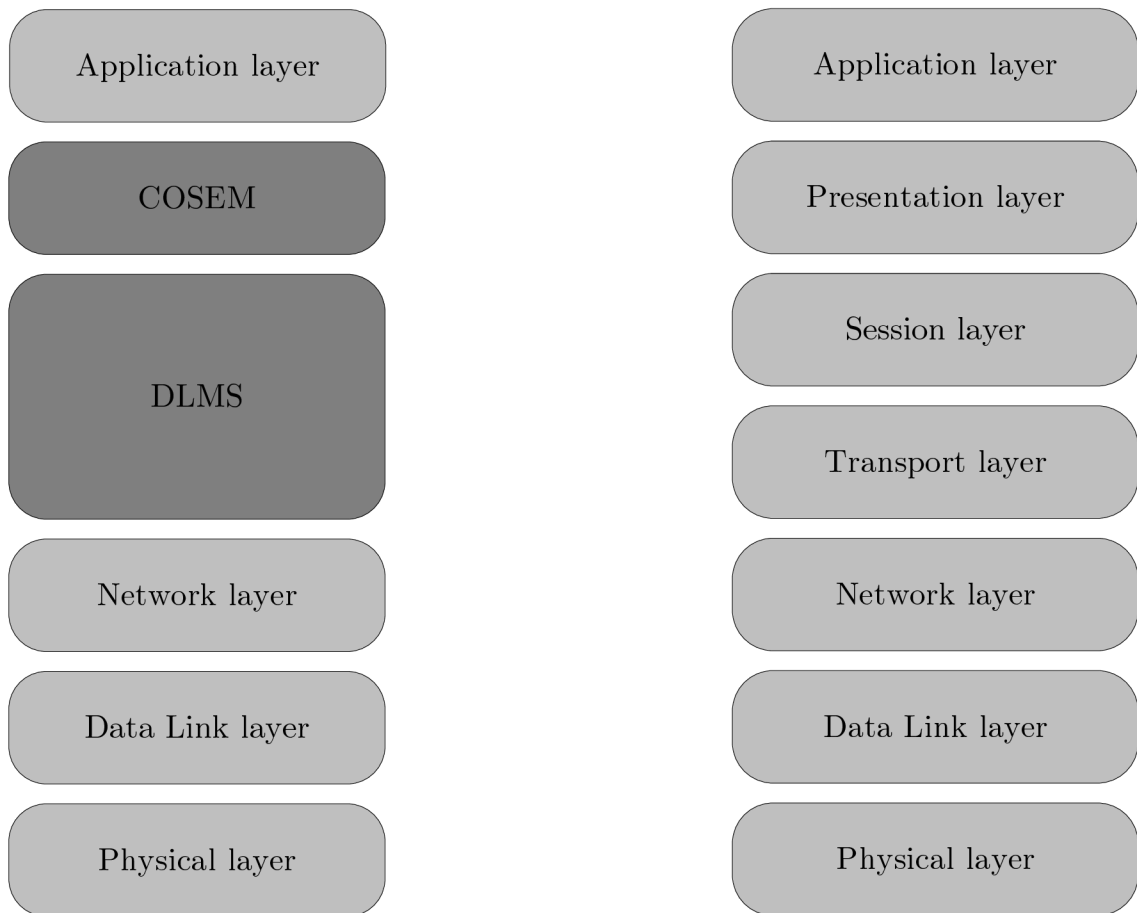 Application layer
COSEM
DLMS
Network layer
Data Link layer
Physical layer
Application layer
Presentation layer
Session layer
Transport layer
Network layer
Data Link layer
Physical layer